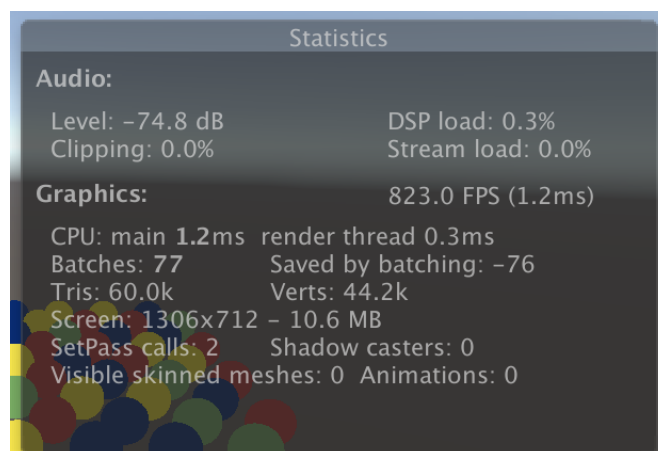 Statistics
Audio:
Level: −74.8 dB DSP load: 0.3%
Clipping: 0.0% Stream load: 0.0%
Graphics: 823.0 FPS (1.2ms)
CPU: main 1.2ms render thread 0.3ms
Batches: 77 Saved by batching: −76
Tris: 60.0k Verts: 44.2k
Screen: 1306x712 – 10.6 MB
SetPass calls: 2 Shadow casters: 0
Visible skinned meshes: 0 Animations: 0